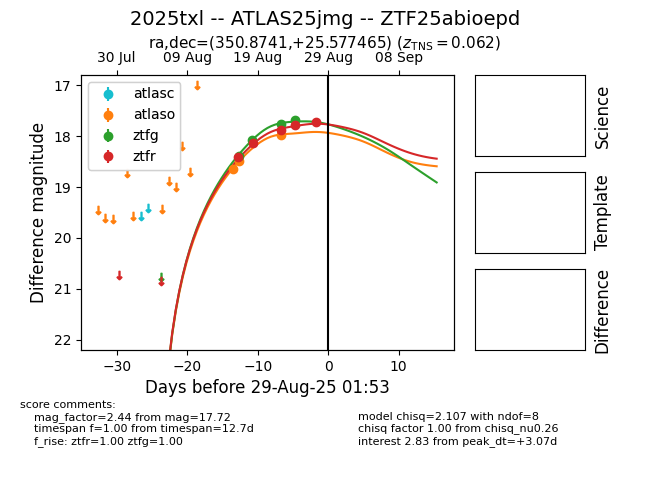 2025txl -- ATLAS25jmg -- ZTF25abioepd
ra,dec=(350.8741,+25.577465) (z_TNS = 0.062)
30 Jul 09 Aug 19 Aug 29 Aug 08 Sep
atlasc
atlaso
ztfg
ztfr
17
18
19
20
21
22
Difference magnitude
−30 −20 −10 0 10
Days before 29-Aug-25 01:53
Science
Template
Difference
score comments:
mag_factor=2.44 from mag=17.72
timespan f=1.00 from timespan=12.7d
f_rise: ztfr=1.00 ztfg=1.00
model chisq=2.107 with ndof=8
chisq factor 1.00 from chisq_nu0.26
interest 2.83 from peak_dt=+3.07d